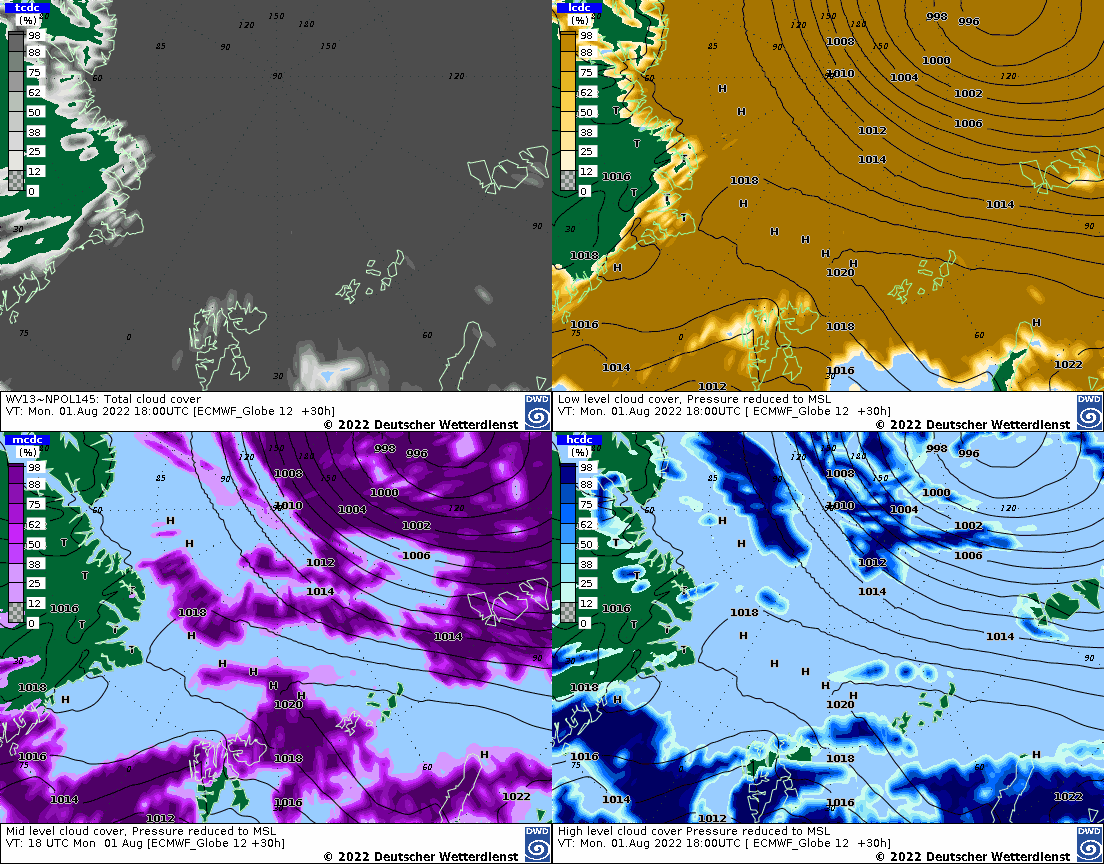 tcdc
(%)
98
88
75
62
50
38
25
12
0
120
150
180
85
90
150
60
90
120
30
90
75
0
60
30
WV13~NPOL145: Total cloud cover
VT: Mon. 01.Aug 2022 18:00UTC [ECMWF_Globe 12 +30h]
© 2022 Deutscher Wetterdienst
DWD
lcdc
(%)
98
88
75
62
50
38
25
12
0
120
150
180
998
996
85
90
1008
150
1000
60
1010
1004
120
H
1002
T
H
1006
1012
T
1014
1016
1018
T
H
1014
T
T
H
H
90
1018
H
H
H
1020
1016
1018
H
75
0
60
1014
1016
1022
1012
30
Low level cloud cover, Pressure reduced to MSL
VT: Mon. 01.Aug 2022 18:00UTC [ ECMWF_Globe 12 +30h]
© 2022 Deutscher Wetterdienst
DWD
mcdc
(%)
98
88
75
62
50
38
25
12
0
998
996
120
150
85
90
1008
1000
60
1010
1004
120
H
1002
T
H
1006
1012
T
1014
1016
1018
T
T
H
1014
T
30
H
H
90
1018
H
H
H
1020
1016
1018
H
75
0
60
1014
1016
1022
1012
Mid level cloud cover, Pressure reduced to MSL
VT: 18 UTC Mon 01 Aug [ECMWF_Globe 12 +30h]
© 2022 Deutscher Wetterdienst
DWD
hcdc
(%)
98
88
75
62
50
38
25
12
0
120
180
998
996
85
90
1008
150
1000
60
1010
1004
120
H
1002
T
H
1006
1012
T
1014
1016
1018
T
T
H
1014
T
30
H
H
90
1018
H
H
H
1020
1016
1018
H
75
0
60
1014
1016
1022
1012
High level cloud cover Pressure reduced to MSL
VT: Mon. 01.Aug 2022 18:00UTC [ ECMWF_Globe 12 +30h]
© 2022 Deutscher Wetterdienst
DWD